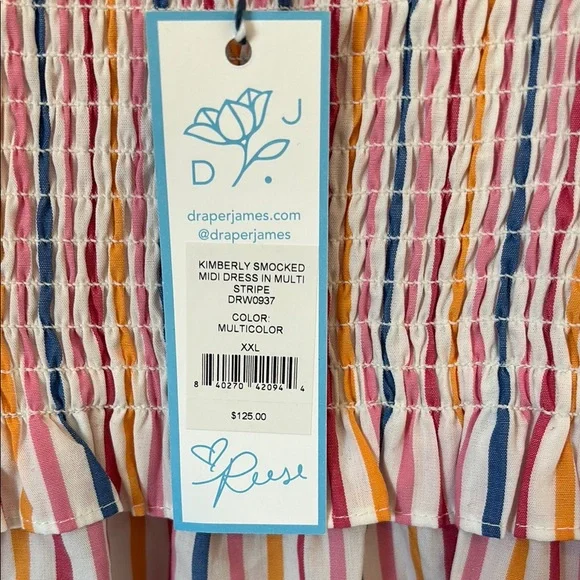 D J
draperjames.com
@draperjames
KIMBERLY SMOCKED
MIDI DRESS IN MULTI
STRIPE
DRW0937
COLOR:
MULTICOLOR
XXL
8 40270 42094 4
$125.00
Reese